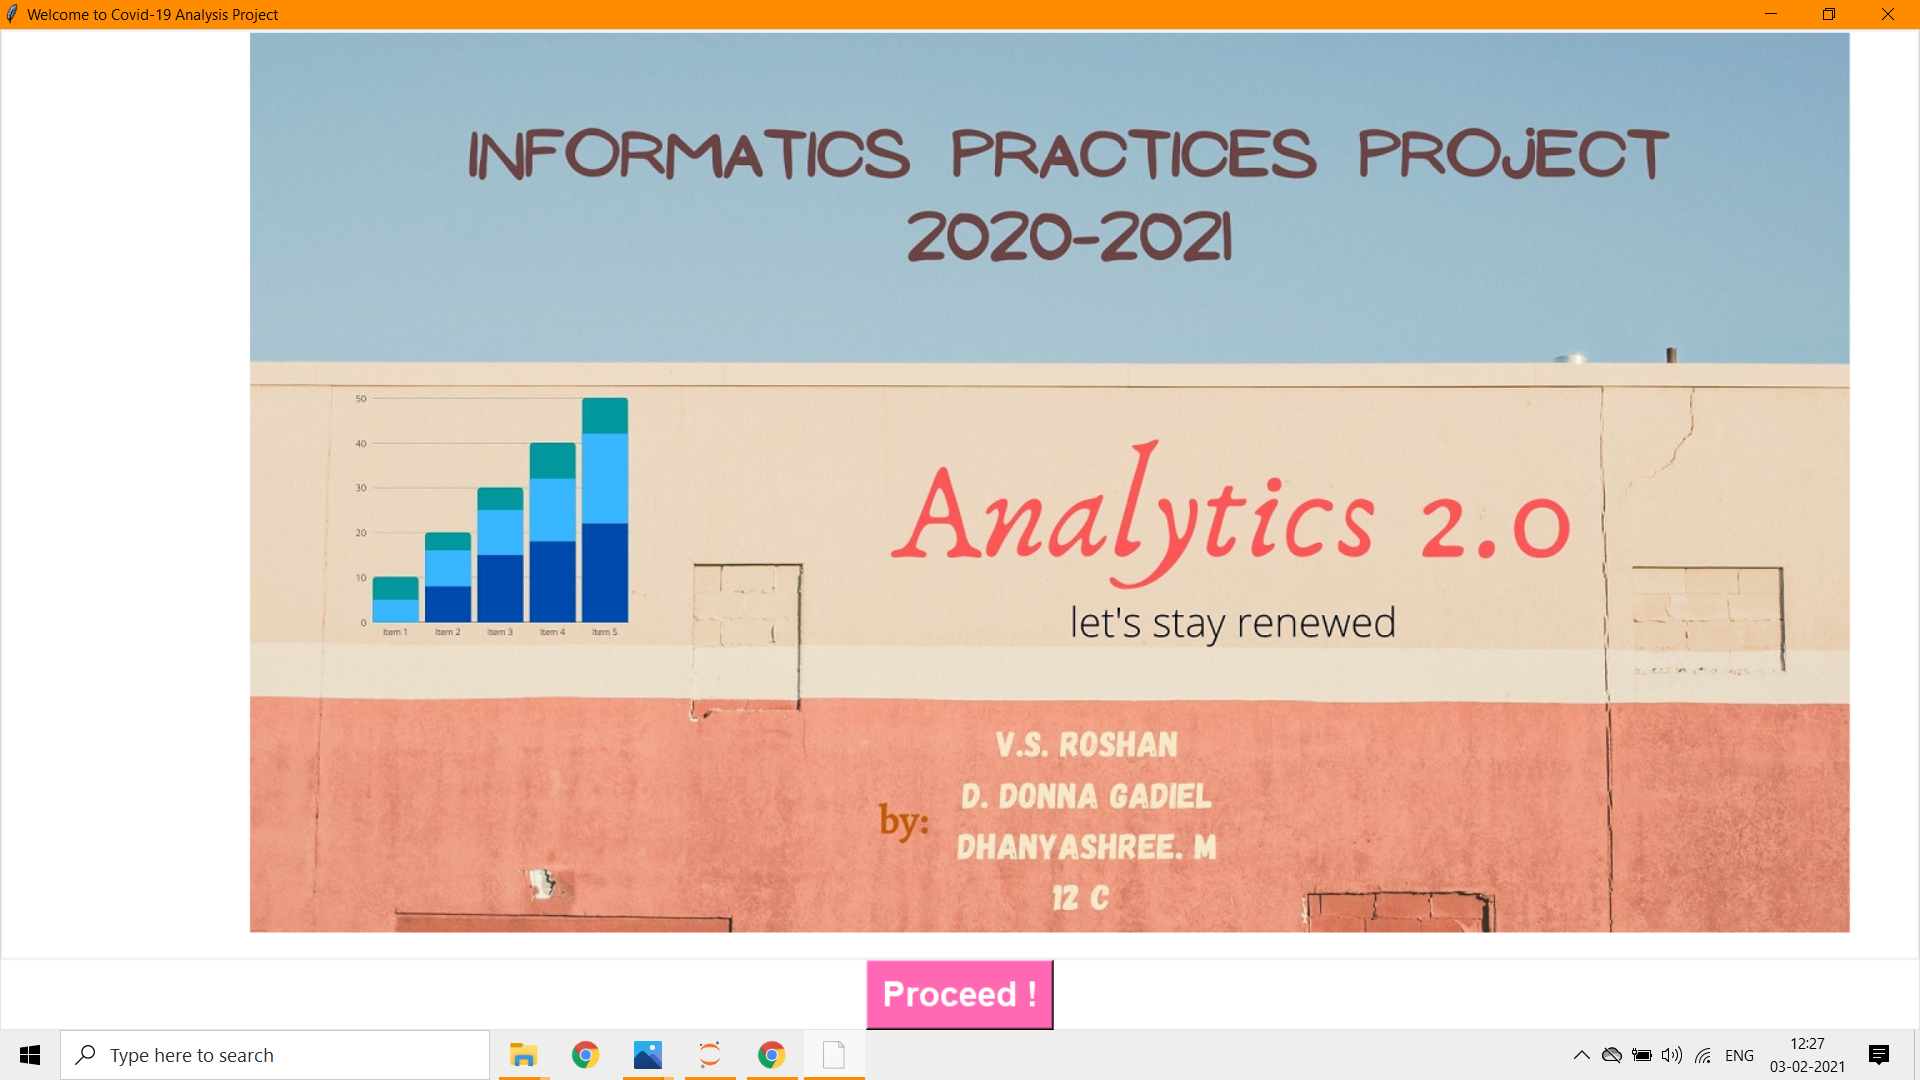 Welcome to Covid-19 Analysis Project
INFORMATICS PRACTICES PROJECT
2020-2021
50
40
30
20
10
0
Item 1 Item 2 Item 3 Item 4 Item 5
Analytics 2.0
let's stay renewed
by:
V.S. ROSHAN
D. DONNA GADIEL
DHANYASHREE. M
12 C
Proceed !
Type here to search
ENG
12:27
03-02-2021